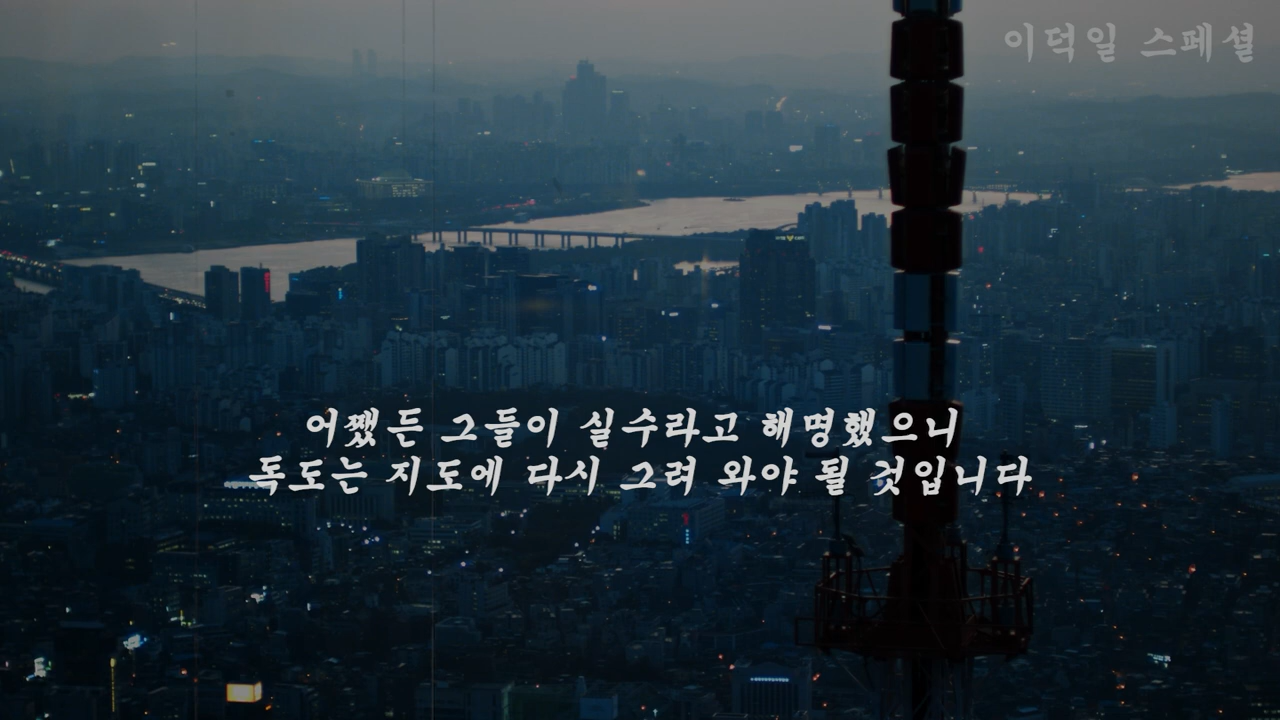 이덕일 스페셜
어쨌든 그들이 실수라고 해명했으니
독도는 지도에 다시 그려 와야 될 것입니다